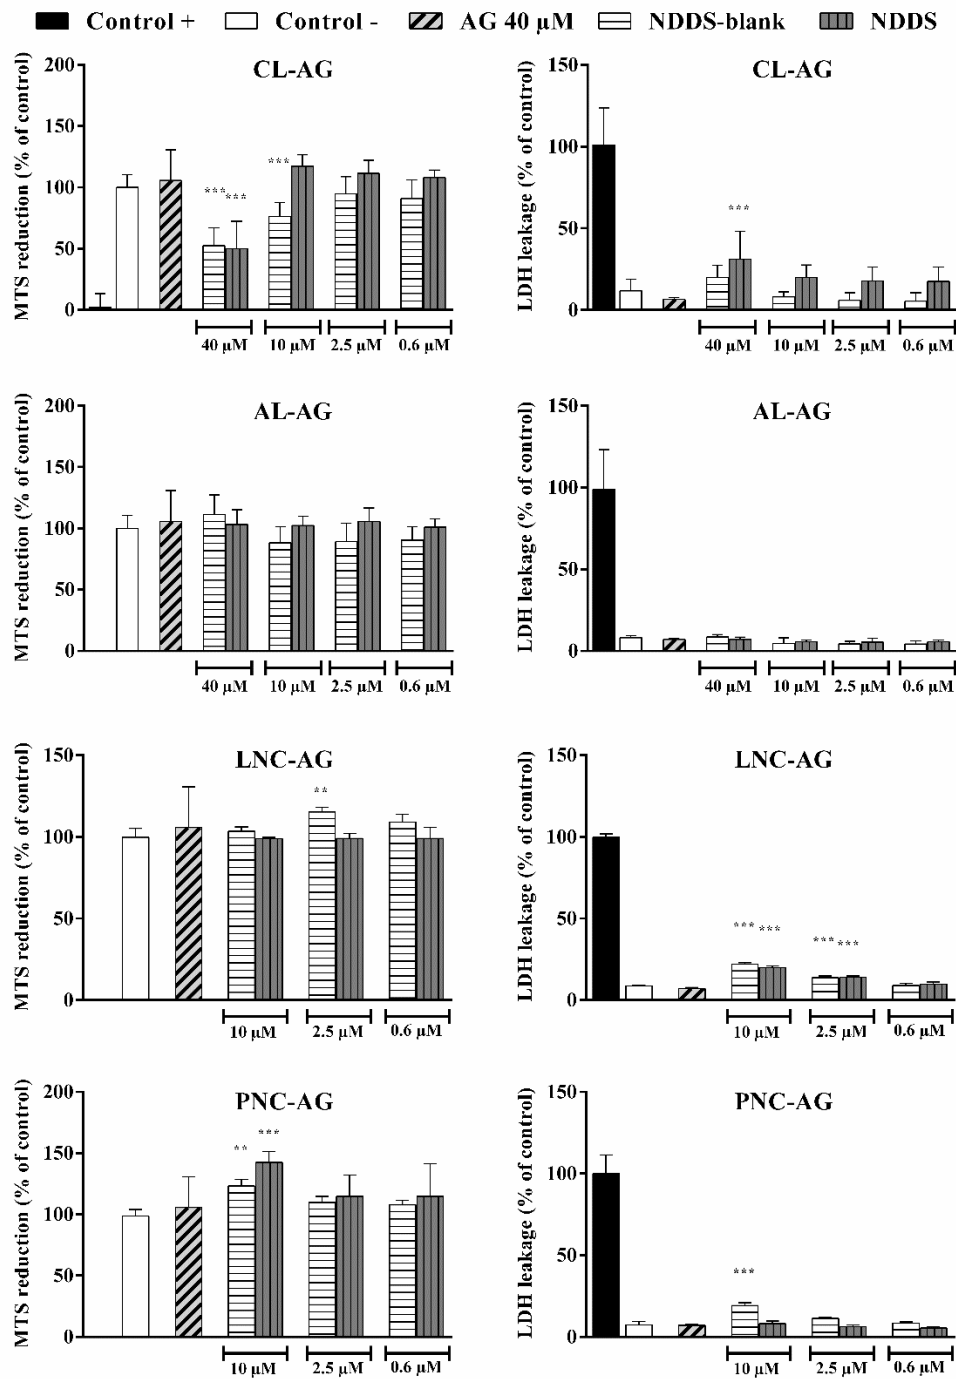 Control + Control - AG 40 µM NDDS-blank NDDS
CL-AG
MTS reduction (% of control)
200
150
100
50
0
*** *** ***
40 µM 10 µM 2.5 µM 0.6 µM
CL-AG
LDH leakage (% of control)
150
100
50
0
***
40 µM 10 µM 2.5 µM 0.6 µM
AL-AG
MTS reduction (% of control)
200
150
100
50
0
40 µM 10 µM 2.5 µM 0.6 µM
AL-AG
LDH leakage (% of control)
150
100
50
0
40 µM 10 µM 2.5 µM 0.6 µM
LNC-AG
MTS reduction (% of control)
150
100
50
0
**
10 µM 2.5 µM 0.6 µM
LNC-AG
LDH leakage (% of control)
150
100
50
0
*** *** *** ***
10 µM 2.5 µM 0.6 µM
PNC-AG
MTS reduction (% of control)
200
150
100
50
0
** ***
10 µM 2.5 µM 0.6 µM
PNC-AG
LDH leakage (% of control)
150
100
50
0
***
10 µM 2.5 µM 0.6 µM